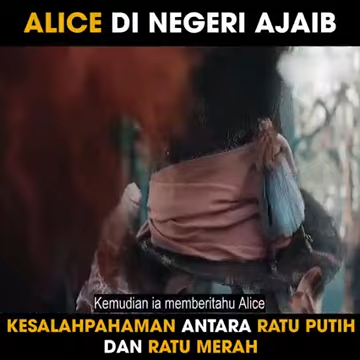 ALICE DI NEGERI AJAIB
Kemudian ia memberitahu Alice
KESALAHPAHAMAN ANTARA RATU PUTIH
DAN RATU MERAH